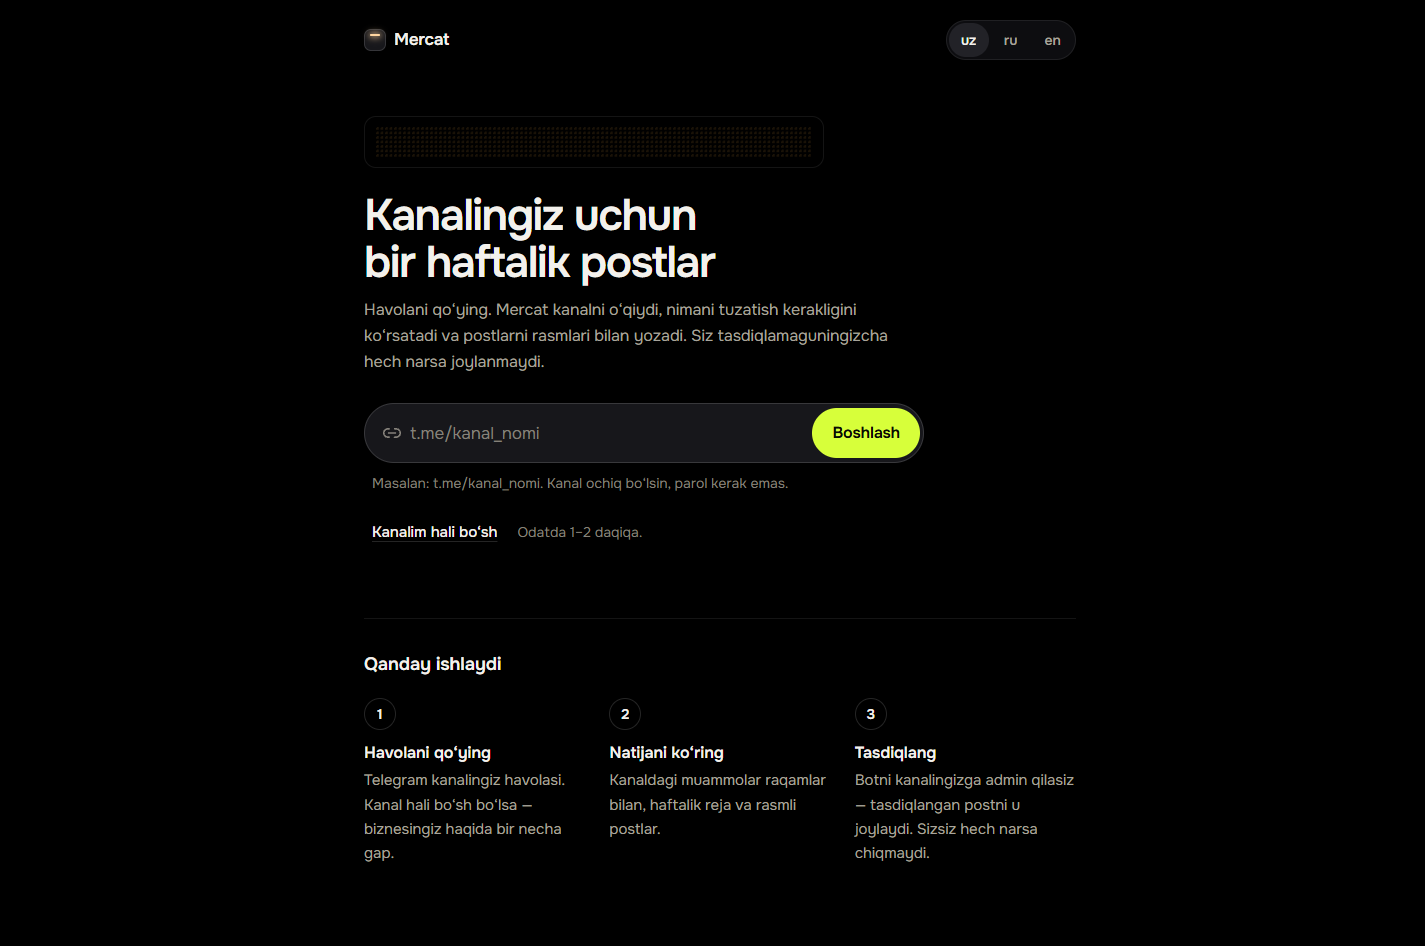 Mercat
uz ru en
Kanalingiz uchun
bir haftalik postlar
Havolani qo‘ying. Mercat kanalni o‘qiydi, nimani tuzatish kerakligini
ko‘rsatadi va postlarni rasmlari bilan yozadi. Siz tasdiqlamaguningizcha
hech narsa joylanmaydi.
t.me/kanal_nomi
Boshlash
Masalan: t.me/kanal_nomi. Kanal ochiq bo‘lsin, parol kerak emas.
Kanalim hali bo‘sh
Odatda 1–2 daqiqa.
Qanday ishlaydi
1
Havolani qo‘ying
Telegram kanalingiz havolasi.
Kanal hali bo‘sh bo‘lsa —
biznesingiz haqida bir necha
gap.
2
Natijani ko‘ring
Kanaldagi muammolar raqamlar
bilan, haftalik reja va rasmli
postlar.
3
Tasdiqlang
Botni kanalingizga admin qilasiz
— tasdiqlangan postni u
joylaydi. Sizsiz hech narsa
chiqmaydi.